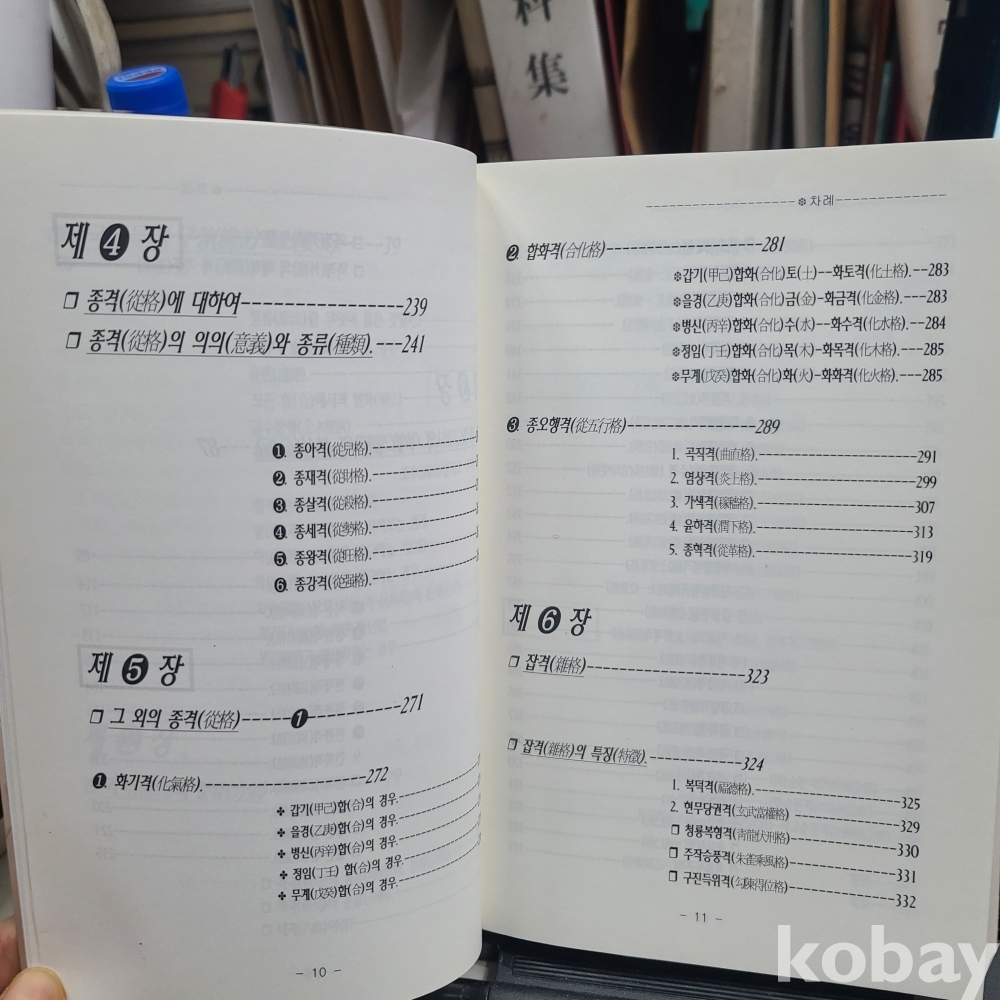 科
集
제 ❹ 장
❒ 종격(從格)에 대하여--------------------239
❒ 종격(從格)의 의의(意義)와 종류(種類).---241
❶. 종아격(從兒格).--------------
❷. 종재격(從財格).--------------
❸. 종살격(從殺格).--------------
❹. 종세격(從勢格).--------------
❺. 종왕격(從旺格).--------------
❻. 종강격(從强格).--------------
제 ❺ 장
❒ 그 외의 종격(從格)-----❶----------271
❶. 화기격(化氣格).--------------------272
✤ 갑기(甲己)합(合)의 경우.----------
✤ 을경(乙庚)합(合)의 경우.----------
✤ 병신(丙辛)합(合)의 경우.----------
✤ 정임(丁壬) 합(合)의 경우.----------
✤ 무계(戊癸)합(合)의 경우.----------
- 10 -
--------------------❆차례---------------
❷ 합화격(合化格)--------------------281
❆갑기(甲己)합화(合化)토(土)--화토격(化土格).--283
❆을경(乙庚)합화(合化)금(金)-화금격(化金格).--283
❆병신(丙辛)합화(合化)수(水)--화수격(化水格).--284
❆정임(丁壬)합화(合化)목(木)-화목격(化木格).--285
❆무계(戊癸)합화(合化)화(火)-화화격(化火格).---285
❸ 종오행격(從五行格)----------------289
1. 곡직격(曲直格).--------------------291
2. 염상격(炎上格).--------------------299
3. 가색격(稼穡格).--------------------307
4. 윤하격(潤下格).--------------------313
5. 종혁격(從革格).--------------------319
제 ❻ 장
❒ 잡격(雜格)--------------------323
❒ 잡격(雜格)의 특징(特徵).---------------324
1. 복덕격(福德格).--------------------325
2. 현무당권격(玄武當權格)---------------329
❒ 청룡복형격(靑龍伏刑格)---------------330
❒ 주작승풍격(朱雀乘風格)---------------331
❒ 구진득위격(勾陳得位格)---------------332
- 11 -
kobay